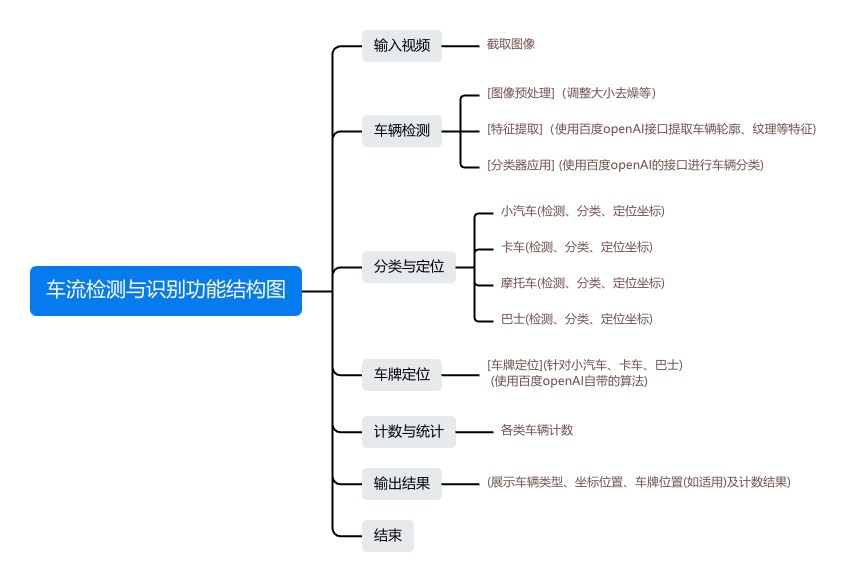 输入视频
截取图像
车辆检测
[图像预处理]（调整大小去燥等）
[特征提取]（使用百度openAI接口提取车辆轮廓、纹理等特征)
[分类器应用] (使用百度openAI的接口进行车辆分类)
车流检测与识别功能结构图
分类与定位
小汽车(检测、分类、定位坐标)
卡车(检测、分类、定位坐标)
摩托车(检测、分类、定位坐标)
巴士(检测、分类、定位坐标)
车牌定位
[车牌定位](针对小汽车、卡车、巴士)
(使用百度openAI自带的算法)
计数与统计
各类车辆计数
输出结果
(展示车辆类型、坐标位置、车牌位置(如适用)及计数结果)
结束